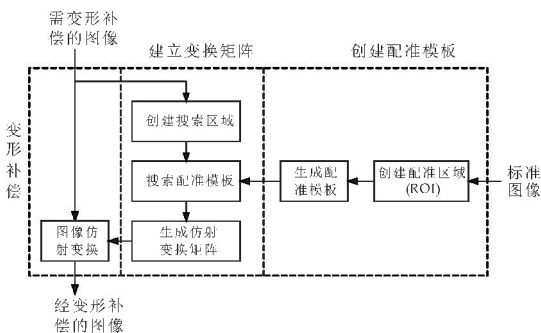 需变形补
偿的图像
建立变换矩阵
创建配准模板
创建搜索区域
变形补偿
搜索配准模板
生成配
准模板
创建配准区域
(ROI)
标准
图像
图像仿
射变换
生成仿射
变换矩阵
经变形补
偿的图像